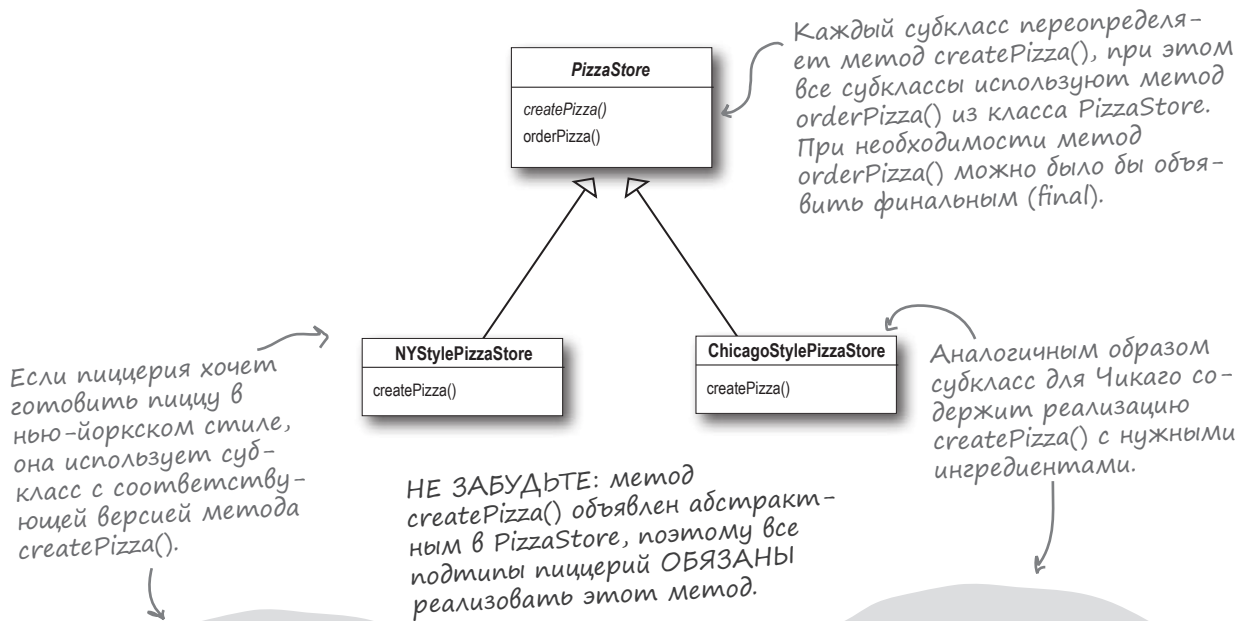 Каждый субкласс переопределя-
ет метод createPizza(), при этом
все субклассы используют метод
orderPizza() из класса PizzaStore.
При необходимости метод
orderPizza() можно было бы объя-
вить финальным (final).
PizzaStore
createPizza()
orderPizza()
NYStylePizzaStore
createPizza()
ChicagoStylePizzaStore
createPizza()
Если пиццерия хочет
готовить пиццу в
нью-йоркском стиле,
она использует суб-
класс с соответству-
ющей версией метода
createPizza().
Аналогичным образом
субкласс для Чикаго со-
держит реализацию
createPizza() с нужными
ингредиентами.
НЕ ЗАБУДЬТЕ: метод
createPizza() объявлен абстракт-
ным в PizzaStore, поэтому все
подтипы пиццерий ОБЯЗАНЫ
реализовать этот метод.